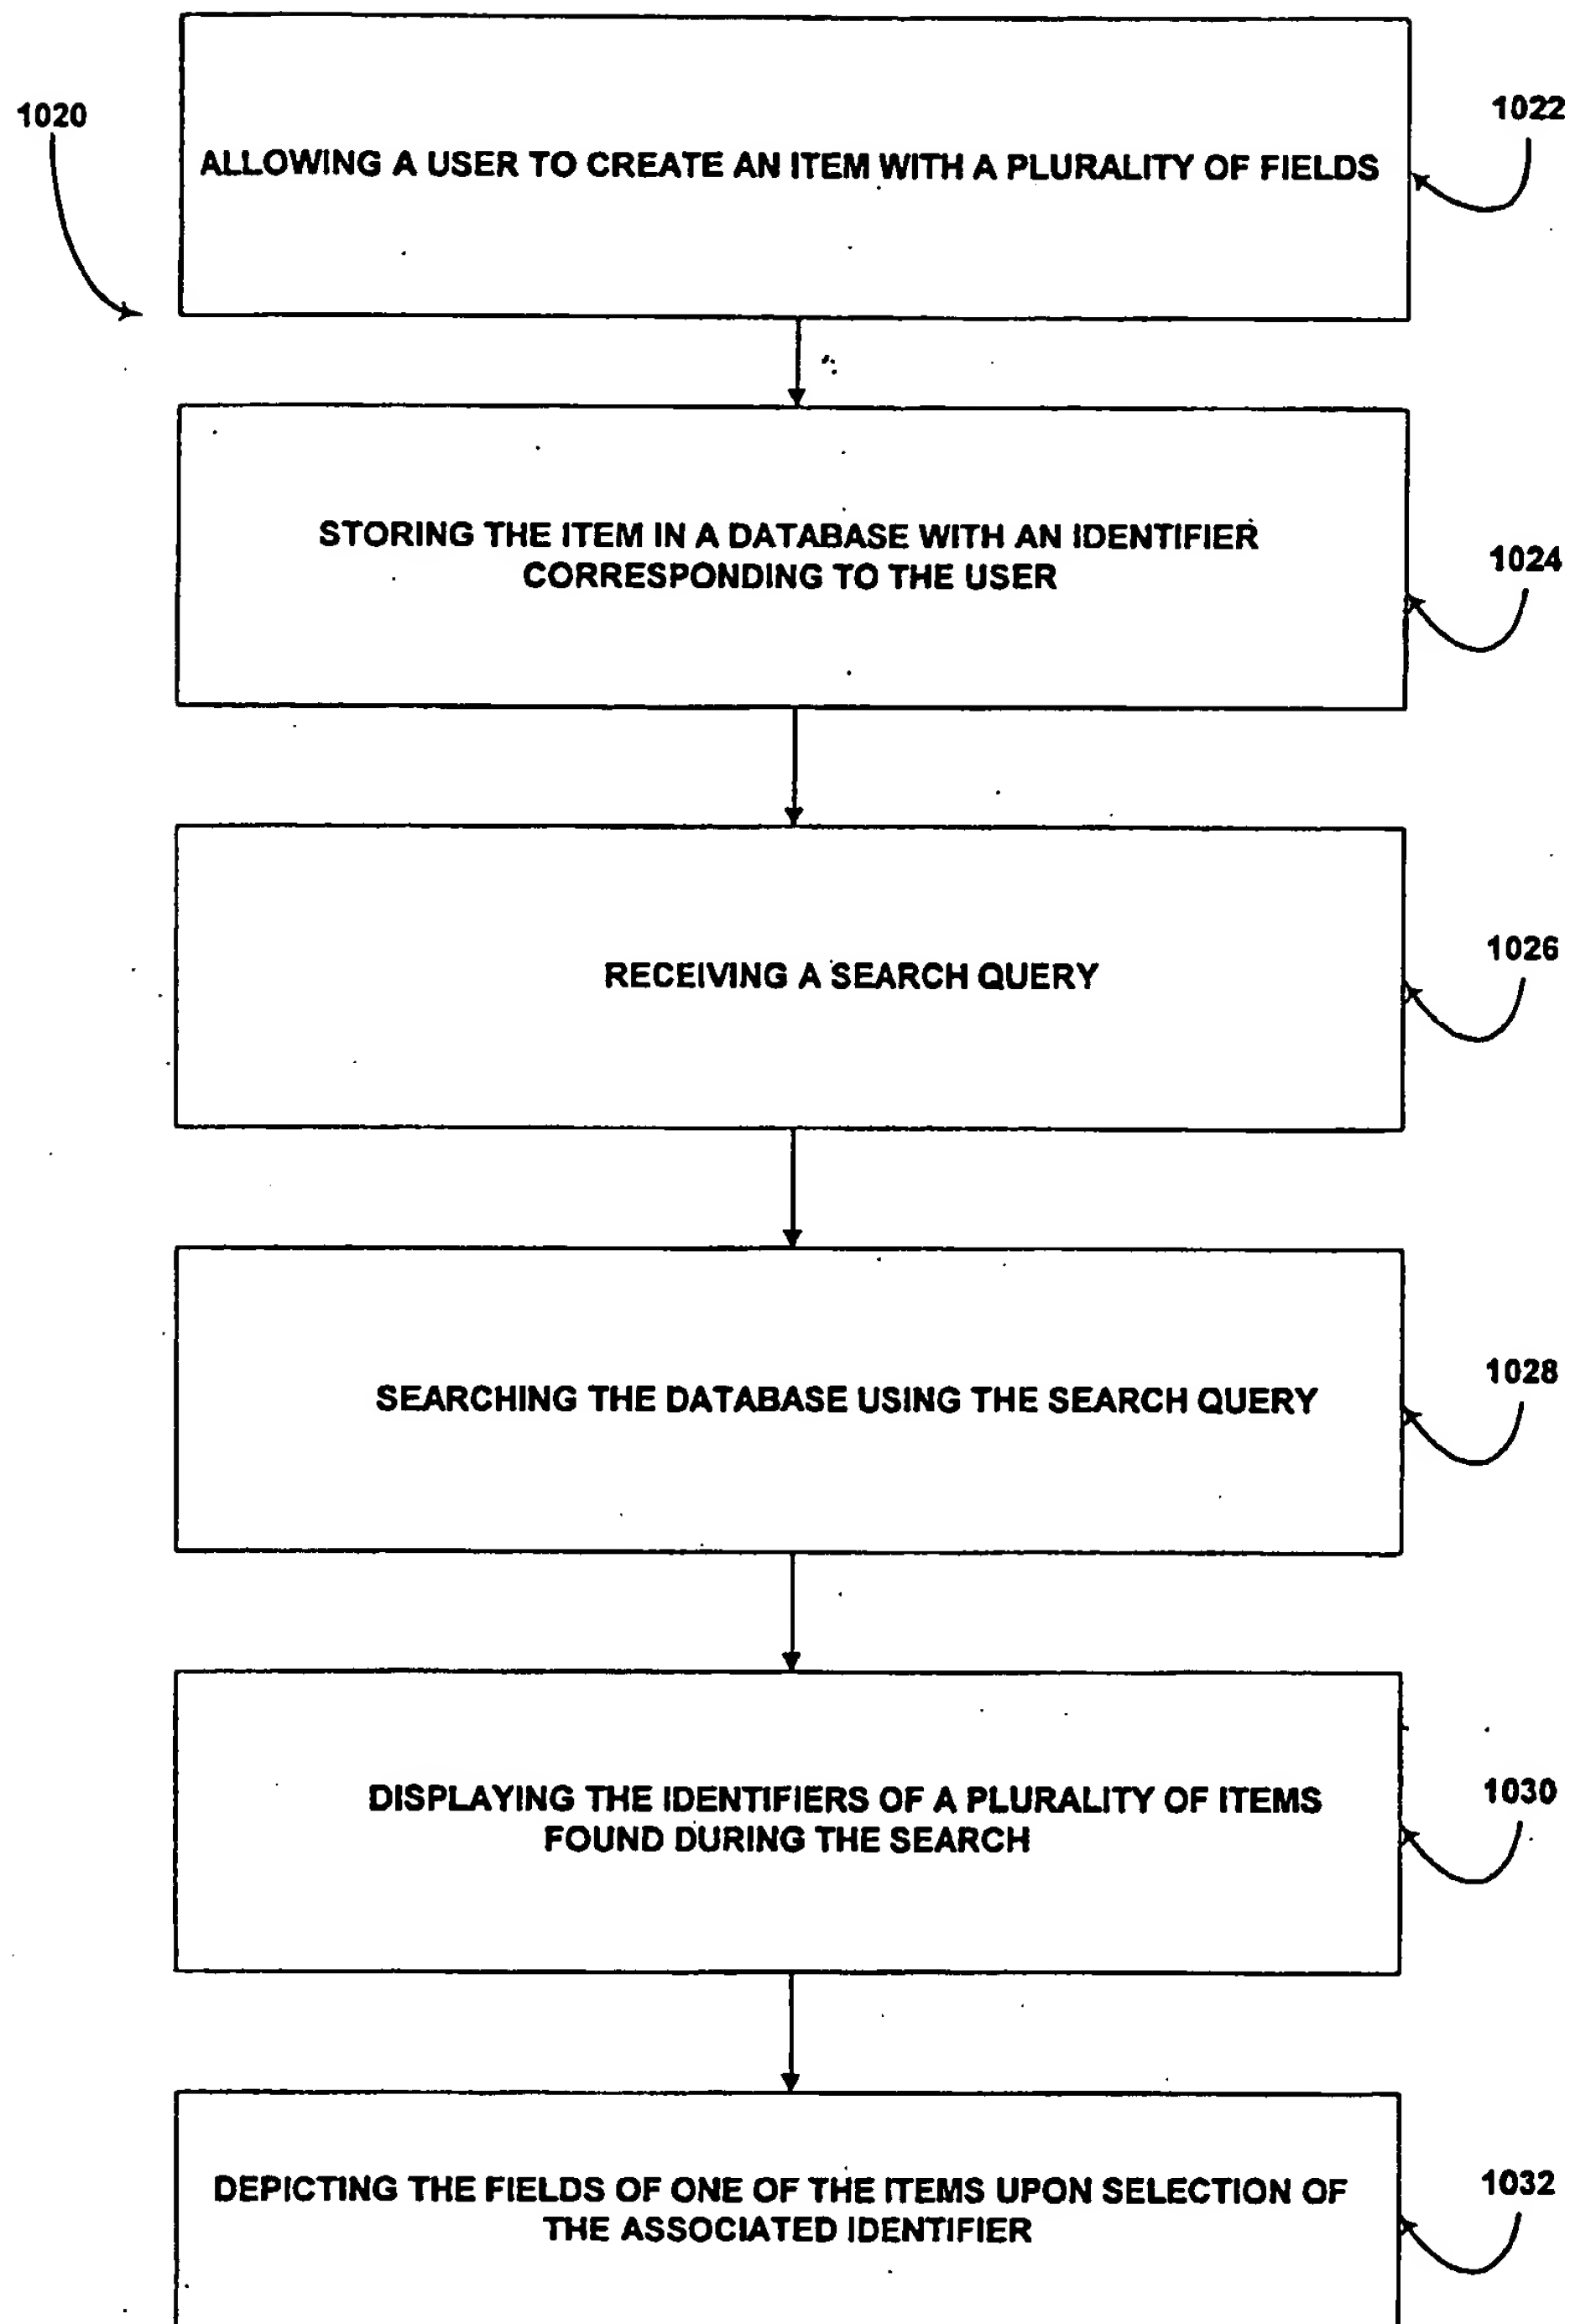 1020
1022
ALLOWING A USER TO CREATE AN ITEM WITH A PLURALITY OF FIELDS
STORING THE ITEM IN A DATABASE WITH AN IDENTIFIER
CORRESPONDING TO THE USER
1024
RECEIVING A SEARCH QUERY
1026
SEARCHING THE DATABASE USING THE SEARCH QUERY
1028
DISPLAYING THE IDENTIFIERS OF A PLURALITY OF ITEMS
FOUND DURING THE SEARCH
1030
DEPICTING THE FIELDS OF ONE OF THE ITEMS UPON SELECTION OF
THE ASSOCIATED IDENTIFIER
1032